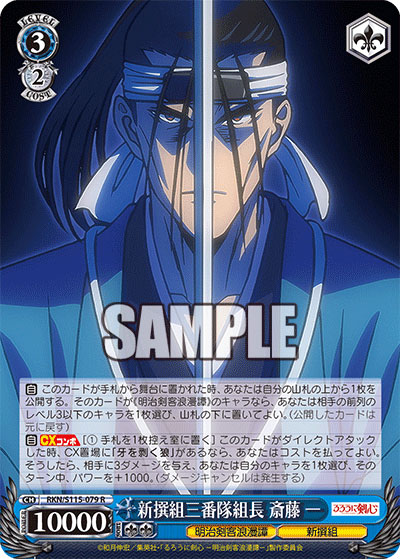 LEVEL
3
2
COST
SAMPLE
自 このカードが手札から舞台に置かれた時、あなたは自分の山札の上から1枚を
公開する。そのカードが《明治剣客浪漫譚》のキャラなら、あなたは相手の前列の
レベル3以下のキャラを1枚選び、山札の下に置いてよい。(公開したカードは
元に戻す)
自 CXコンボ [① 手札を1枚控え室に置く] このカードがダイレクトアタック
した時、CX置場に「牙を剥く狼」があるなら、あなたはコストを払ってよい。そ
うしたら、相手に3ダメージを与え、あなたは自分のキャラを1枚選び、そのター
ン中、パワーを+1000。(ダメージキャンセルは発生する)
CH RKN/S115-079 R
10000
新撰組三番隊組長 斎藤 一
るろうに剣心
明治剣客浪漫譚 新撰組
©和月伸宏/集英社・「るろうに剣心 -明治剣客浪漫譚-」製作委員会